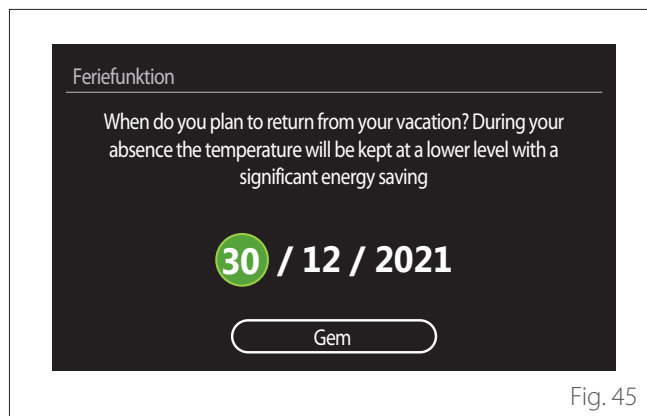 Feriefunktion
When do you plan to return from your vacation? During your
absence the temperature will be kept at a lower level with a
significant energy saving
30 / 12 / 2021
Gem
Fig. 45